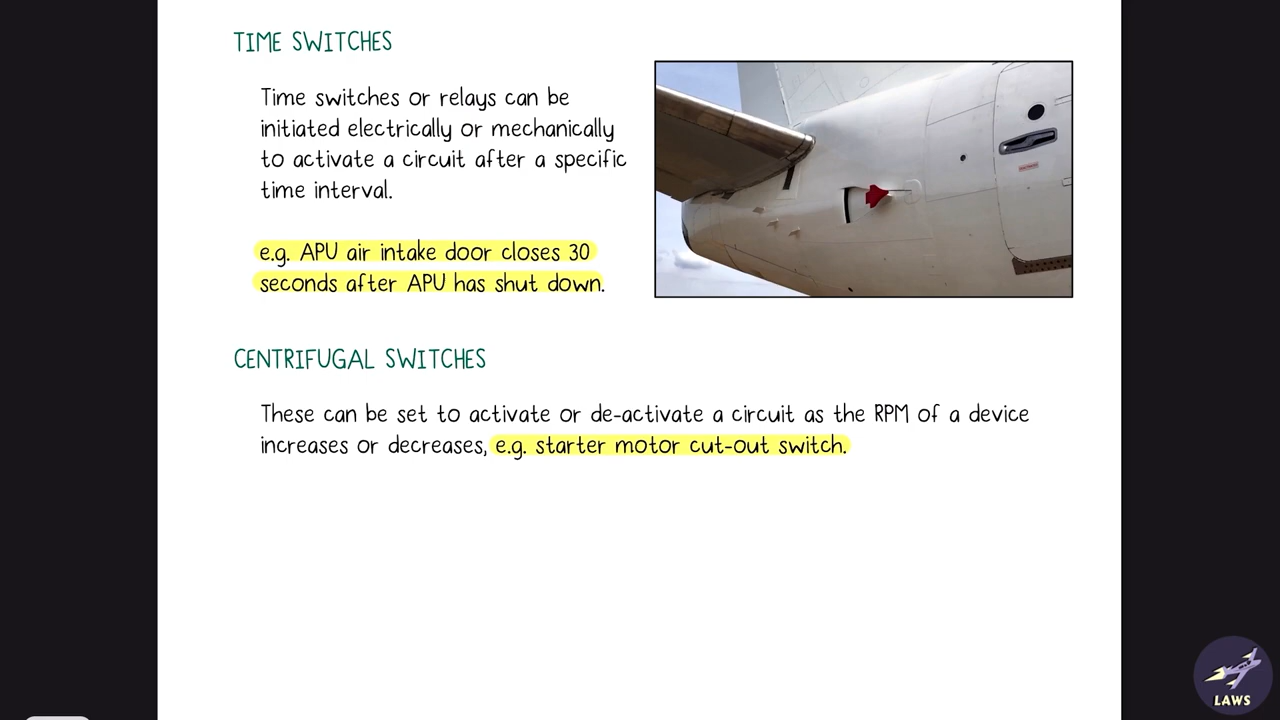 TIME SWITCHES
Time switches or relays can be
initiated electrically or mechanically
to activate a circuit after a specific
time interval.
e.g. APU air intake door closes 30
seconds after APU has shut down.
CENTRIFUGAL SWITCHES
These can be set to activate or de-activate a circuit as the RPM of a device
increases or decreases, e.g. starter motor cut-out switch.
LAWS